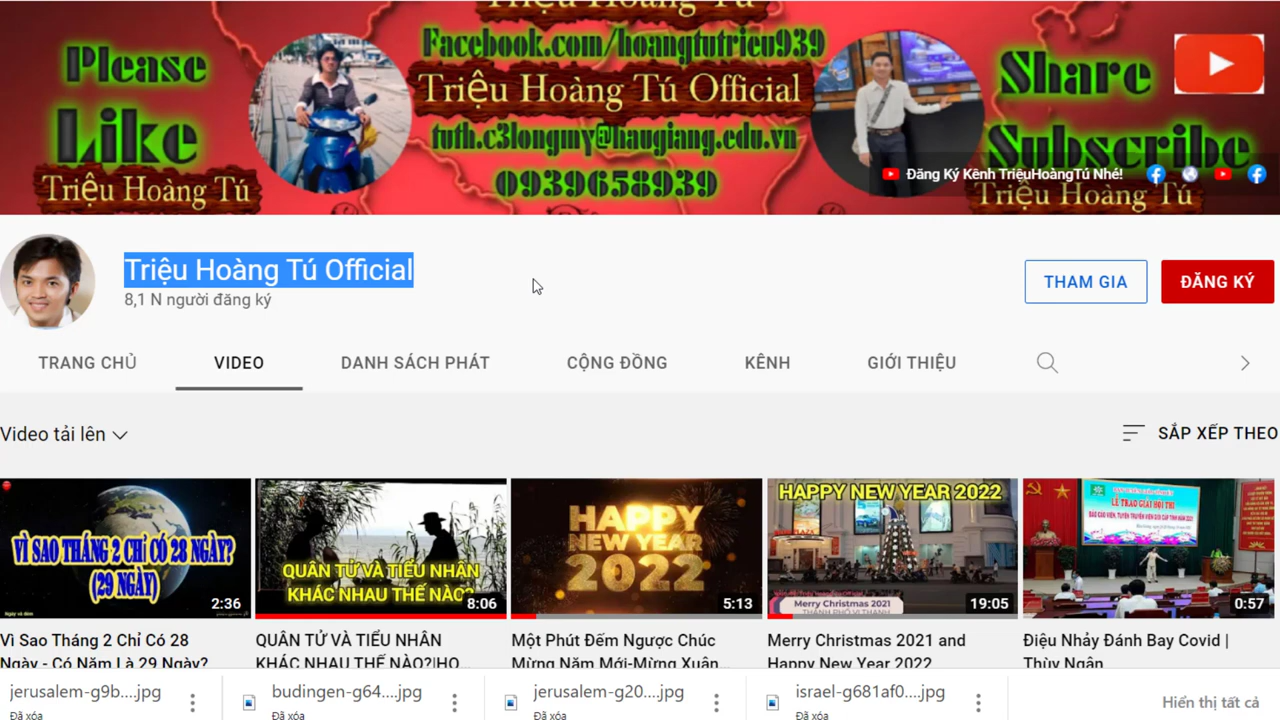 Triệu Hoàng Tú
Please
Like
Triệu Hoàng Tú
Facebook.com/hoangtutrieu939
Triệu Hoàng Tú Official
tuth.c3longmy@haugiang.edu.vn
0939658939
Share
Subscribe
Đăng Ký Kênh TriệuHoàngTú Nhé!
Triệu Hoàng Tú
Triệu Hoàng Tú Official
8,1 N người đăng ký
THAM GIA
ĐĂNG KÝ
TRANG CHỦ
VIDEO
DANH SÁCH PHÁT
CỘNG ĐỒNG
KÊNH
GIỚI THIỆU
Video tải lên
SẮP XẾP THEO
VÌ SAO THÁNG 2 CHỈ CÓ 28 NGÀY?
(29 NGÀY)
Ngày và đêm
2:36
QUÂN TỬ VÀ TIỂU NHÂN
KHÁC NHAU THẾ NÀO?
8:06
HAPPY
NEW YEAR
2022
5:13
HAPPY NEW YEAR 2022
Merry Christmas 2021
THÀNH PHỐ VỊ THANH
19:05
LỄ TRAO GIẢI HỘI THI
0:57
Vì Sao Tháng 2 Chỉ Có 28
Ngày - Có Năm Là 29 Ngày?
QUÂN TỬ VÀ TIỂU NHÂN
KHÁC NHAU THẾ NÀO?|HO...
Một Phút Đếm Ngược Chúc
Mừng Năm Mới-Mừng Xuân...
Merry Christmas 2021 and
Happy New Year 2022
Điệu Nhảy Đánh Bay Covid |
Thùy Ngân
jerusalem-g9b....jpg
Đã xóa
budingen-g64....jpg
Đã xóa
jerusalem-g20....jpg
Đã xóa
israel-g681af0....jpg
Đã xóa
Hiển thị tất cả